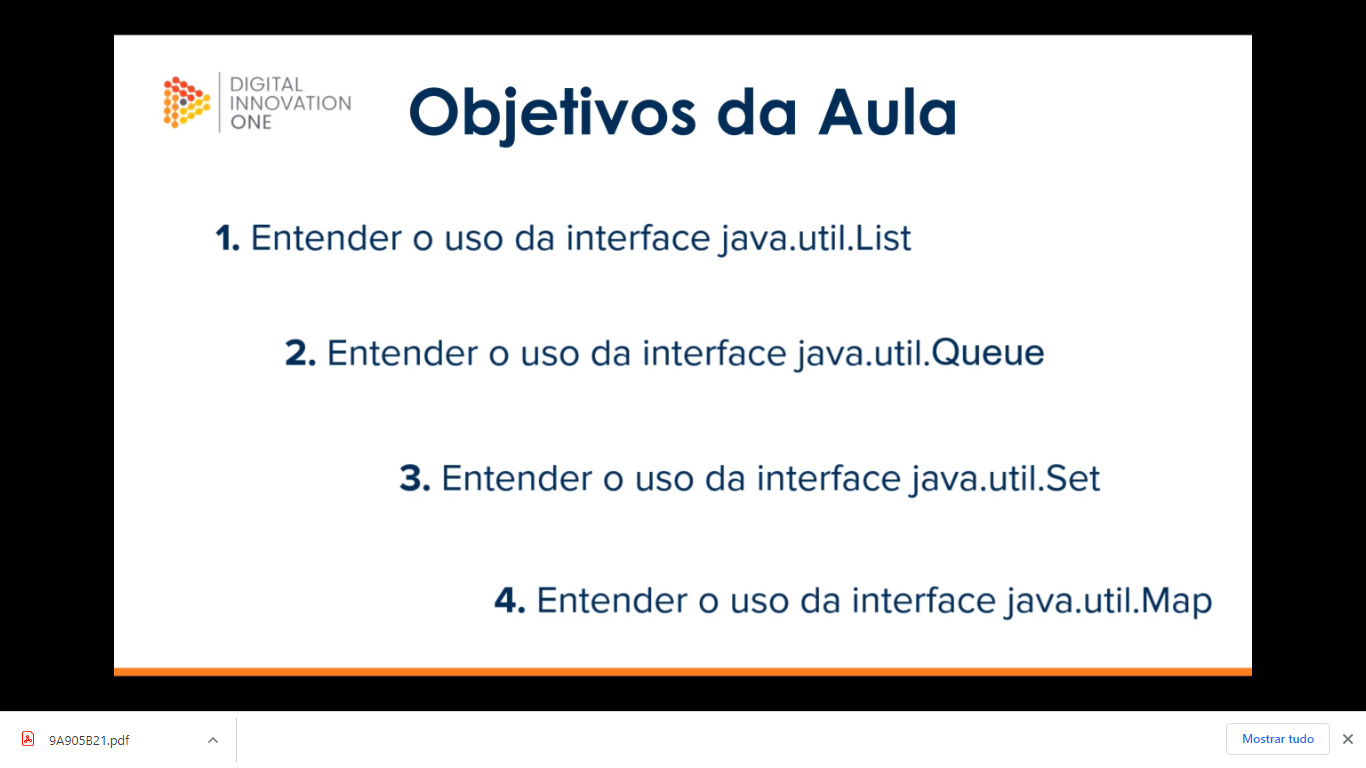 DIGITAL
INNOVATION
ONE
Objetivos da Aula
1. Entender o uso da interface java.util.List
2. Entender o uso da interface java.util.Queue
3. Entender o uso da interface java.util.Set
4. Entender o uso da interface java.util.Map
9A905B21.pdf
Mostrar tudo